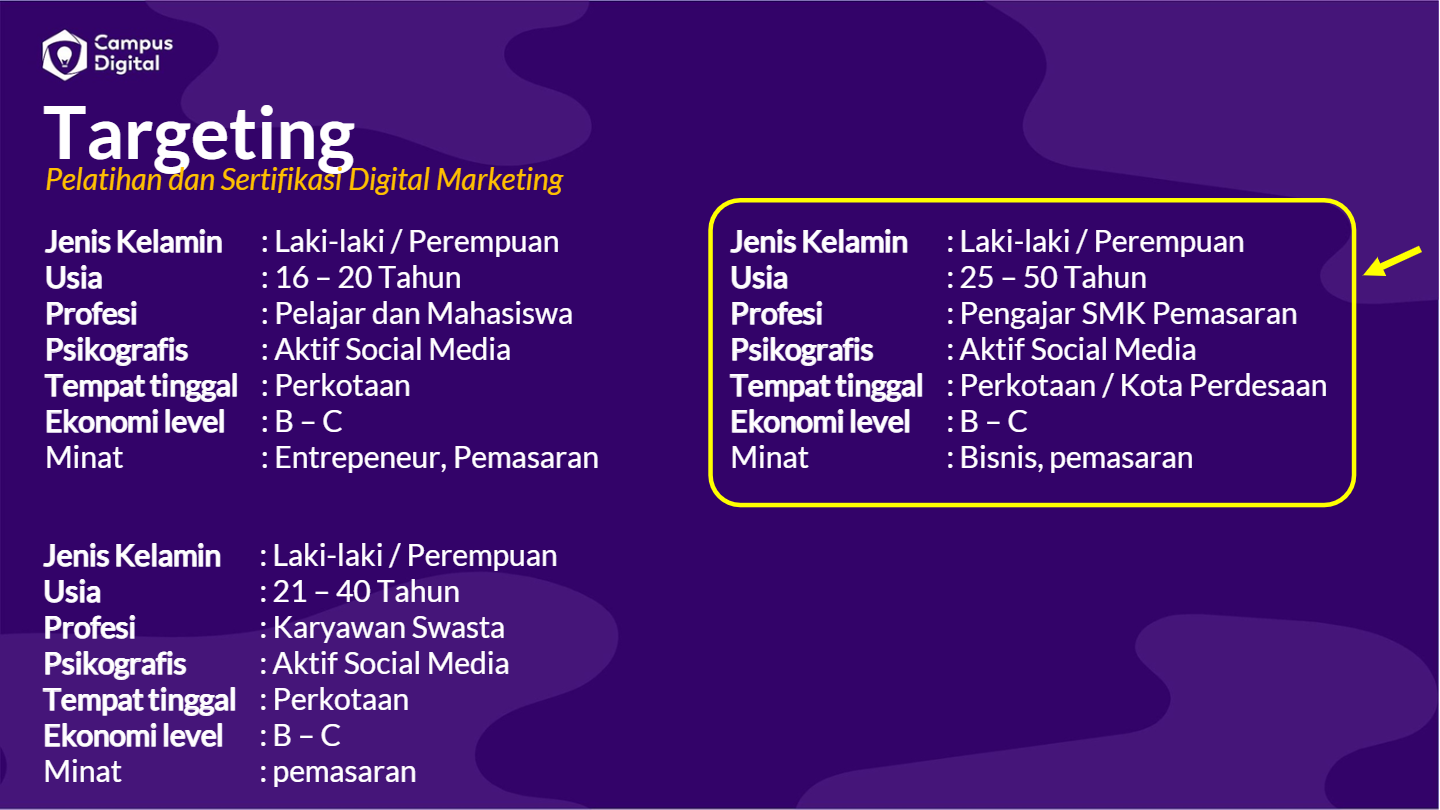 Campus
Digital
Targeting
Pelatihan dan Sertifikasi Digital Marketing
Jenis Kelamin : Laki-laki / Perempuan
Usia : 16 – 20 Tahun
Profesi : Pelajar dan Mahasiswa
Psikografis : Aktif Social Media
Tempat tinggal : Perkotaan
Ekonomi level : B – C
Minat : Entrepeneur, Pemasaran
Jenis Kelamin : Laki-laki / Perempuan
Usia : 25 – 50 Tahun
Profesi : Pengajar SMK Pemasaran
Psikografis : Aktif Social Media
Tempat tinggal : Perkotaan / Kota Perdesaan
Ekonomi level : B – C
Minat : Bisnis, pemasaran
Jenis Kelamin : Laki-laki / Perempuan
Usia : 21 – 40 Tahun
Profesi : Karyawan Swasta
Psikografis : Aktif Social Media
Tempat tinggal : Perkotaan
Ekonomi level : B – C
Minat : pemasaran